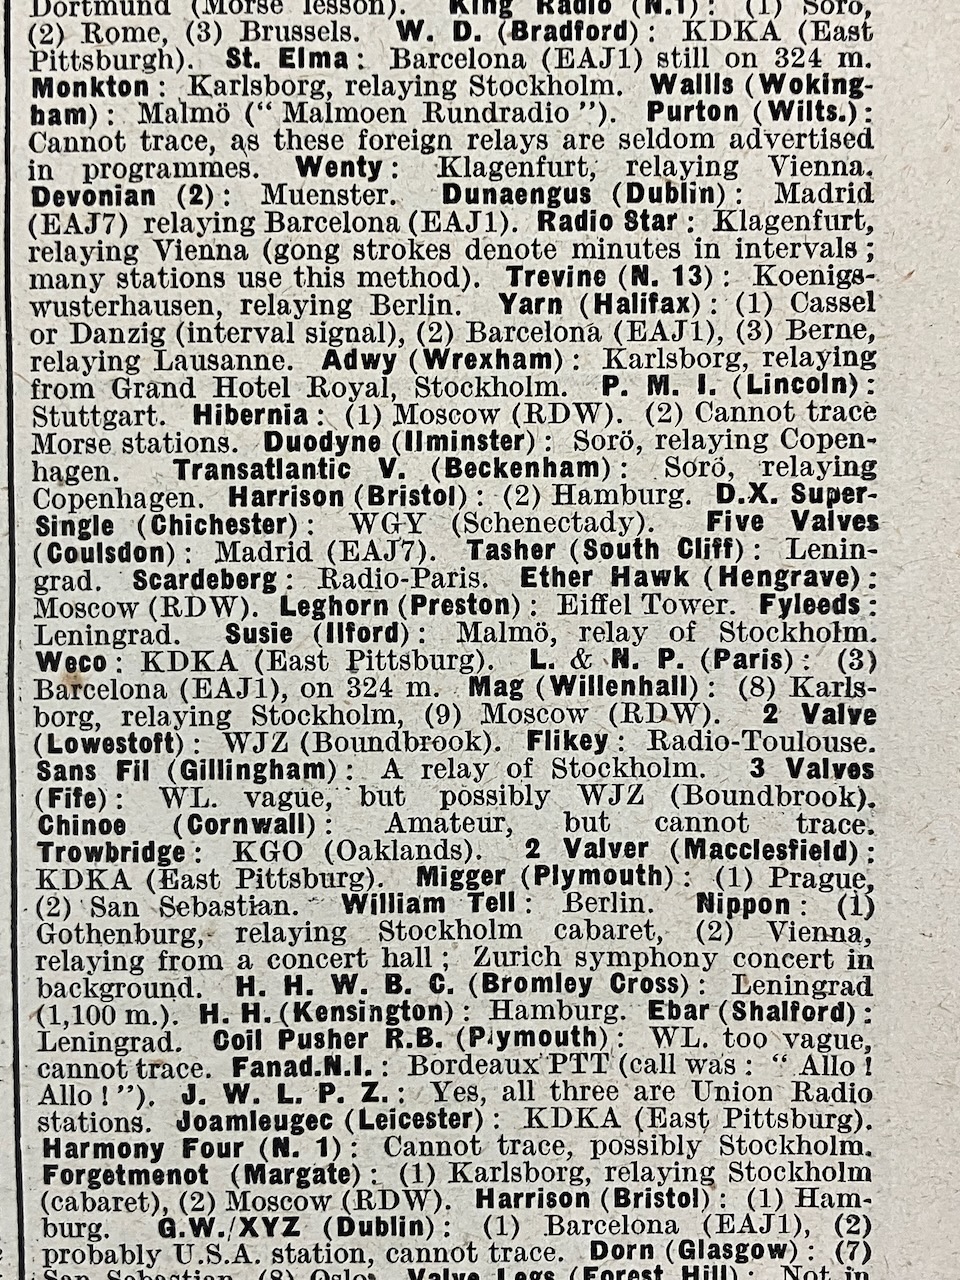 Dortmund (Morse lesson). King Radio (N.1): (1) Sorö,
(2) Rome, (3) Brussels. W. D. (Bradford): KDKA (East
Pittsburgh). St. Elma: Barcelona (EAJ1) still on 324 m.
Monkton: Karlsborg, relaying Stockholm. Wallis (Woking-
ham): Malmö (“Malmoen Rundradio”). Purton (Wilts.):
Cannot trace, as these foreign relays are seldom advertised
in programmes. Wenty: Klagenfurt, relaying Vienna.
Devonian (2): Muenster. Dunaengus (Dublin): Madrid
(EAJ7) relaying Barcelona (EAJ1). Radio Star: Klagenfurt,
relaying Vienna (gong strokes denote minutes in intervals;
many stations use this method). Trevine (N. 13): Koenigs-
wusterhausen, relaying Berlin. Yarn (Halifax): (1) Cassel
or Danzig (interval signal), (2) Barcelona (EAJ1), (3) Berne,
relaying Lausanne. Adwy (Wrexham): Karlsborg, relaying
from Grand Hotel Royal, Stockholm. P. M. I. (Lincoln):
Stuttgart. Hibernia: (1) Moscow (RDW). (2) Cannot trace
Morse stations. Duodyne (Ilminster): Sorö, relaying Copen-
hagen. Transatlantic V. (Beckenham): Sorö, relaying
Copenhagen. Harrison (Bristol): (2) Hamburg. D.X. Super-
Single (Chichester): WGY (Schenectady). Five Valves
(Coulsdon): Madrid (EAJ7). Tasher (South Cliff): Lenin-
grad. Scardeberg: Radio-Paris. Ether Hawk (Hengrave):
Moscow (RDW). Leghorn (Preston): Eiffel Tower. Fyleeds:
Leningrad. Susie (Ilford): Malmö, relay of Stockholm.
Weco: KDKA (East Pittsburg). L. & N. P. (Paris): (3)
Barcelona (EAJ1), on 324 m. Mag (Willenhall): (8) Karls-
borg, relaying Stockholm, (9) Moscow (RDW). 2 Valve
(Lowestoft): WJZ (Boundbrook). Flikey: Radio-Toulouse.
Sans Fil (Gillingham): A relay of Stockholm. 3 Valves
(Fife): WL. vague, but possibly WJZ (Boundbrook).
Chinoe (Cornwall): Amateur, but cannot trace.
Trowbridge: KGO (Oaklands). 2 Valver (Macclesfield):
KDKA (East Pittsburg). Migger (Plymouth): (1) Prague,
(2) San Sebastian. William Tell: Berlin. Nippon: (1)
Gothenburg, relaying Stockholm cabaret, (2) Vienna,
relaying from a concert hall; Zurich symphony concert in
background. H. H. W. B. C. (Bromley Cross): Leningrad
(1,100 m.). H. H. (Kensington): Hamburg. Ebar (Shalford):
Leningrad. Coil Pusher R.B. (Plymouth): WL. too vague,
cannot trace. Fanad.N.I.: Bordeaux PTT (call was: “Allo!
Allo!”). J. W. L. P. Z.: Yes, all three are Union Radio
stations. Joamleugec (Leicester): KDKA (East Pittsburg).
Harmony Four (N. 1): Cannot trace, possibly Stockholm.
Forgetmenot (Margate): (1) Karlsborg, relaying Stockholm
(cabaret), (2) Moscow (RDW). Harrison (Bristol): (1) Ham-
burg. G.W./XYZ (Dublin): (1) Barcelona (EAJ1), (2)
probably U.S.A. station, cannot trace. Dorn (Glasgow): (7)
San Sebastian, (8) Oslo. Valve Legs (Forest Hill): Not in